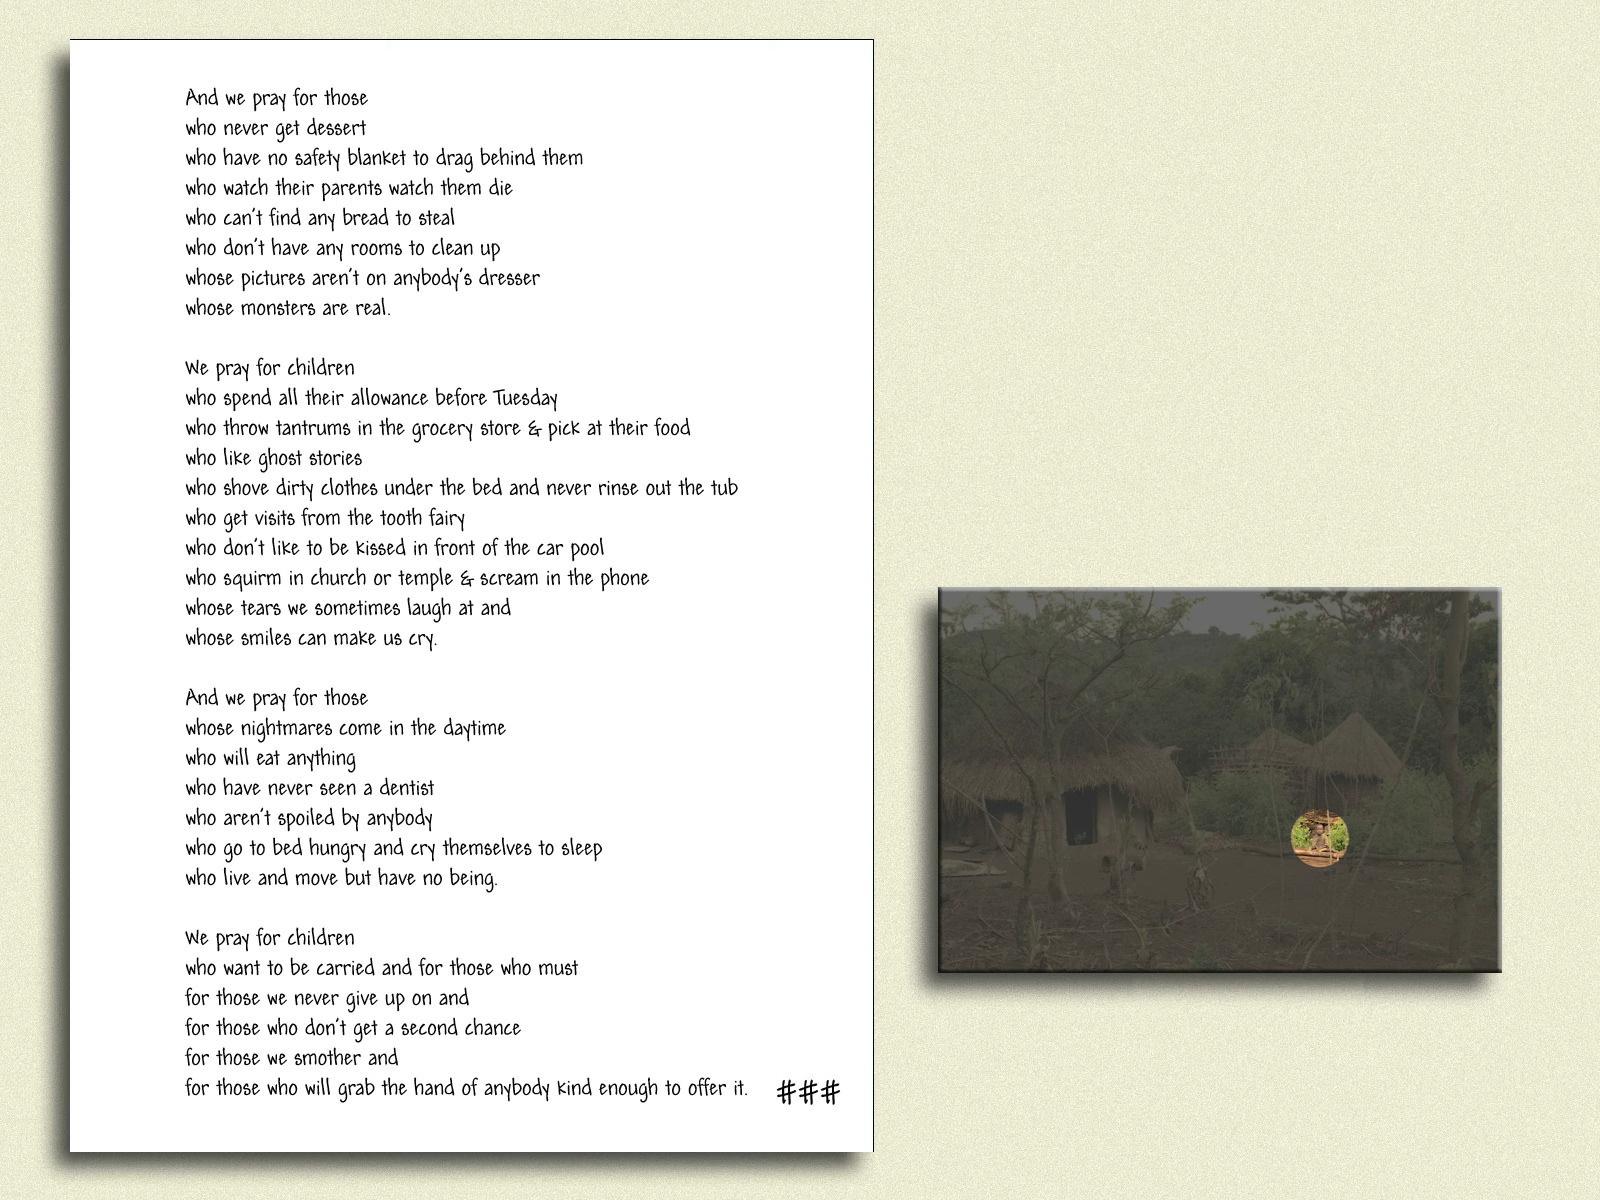 And we pray for those
who never get dessert
who have no safety blanket to drag behind them
who watch their parents watch them die
who can't find any bread to steal
who don't have any rooms to clean up
whose pictures aren't on anybody's dresser
whose monsters are real.

We pray for children
who spend all their allowance before Tuesday
who throw tantrums in the grocery store & pick at their food
who like ghost stories
who shove dirty clothes under the bed and never rinse out the tub
who get visits from the tooth fairy
who don't like to be kissed in front of the car pool
who squirm in church or temple & scream in the phone
whose tears we sometimes laugh at and
whose smiles can make us cry.

And we pray for those
whose nightmares come in the daytime
who will eat anything
who have never seen a dentist
who aren't spoiled by anybody
who go to bed hungry and cry themselves to sleep
who live and move but have no being.

We pray for children
who want to be carried and for those who must
for those we never give up on and
for those who don't get a second chance
for those we smother and
for those who will grab the hand of anybody kind enough to offer it. ###